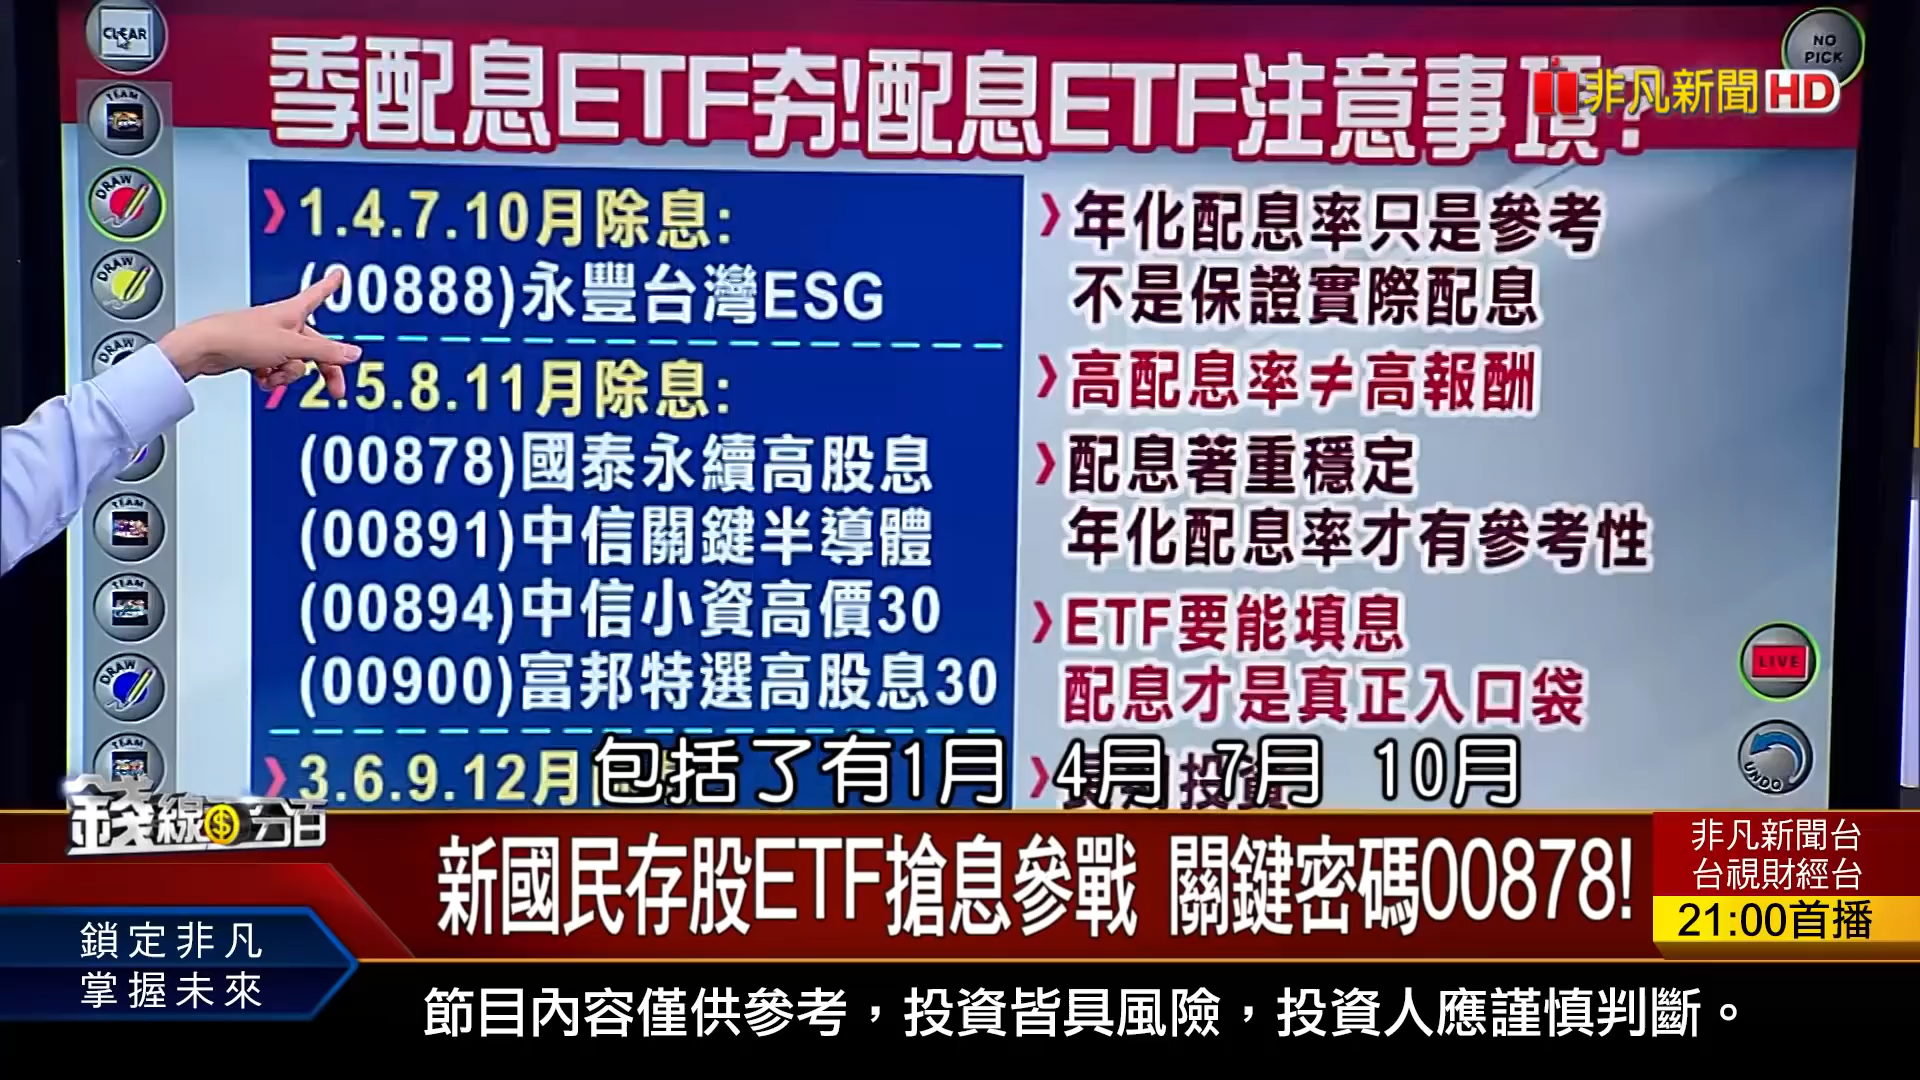 CLEAR
NO PICK
季配息ETF夯!配息ETF注意事項?
非凡新聞HD
TEAM
DRAW
DRAW
DRAW
TEAM
TEAM
DRAW
TEAM
1.4.7.10月除息:
(00888)永豐台灣ESG
2.5.8.11月除息:
(00878)國泰永續高股息
(00891)中信關鍵半導體
(00894)中信小資高價30
(00900)富邦特選高股息30
3.6.9.12月
年化配息率只是參考
不是保證實際配息
高配息率≠高報酬
配息著重穩定
年化配息率才有參考性
ETF要能填息
配息才是真正入口袋
投資
LIVE
UNDO
包括了有1月 4月 7月 10月
錢線百分百
新國民存股ETF搶息參戰 關鍵密碼00878!
非凡新聞台
台視財經台
21:00首播
鎖定非凡
掌握未來
節目內容僅供參考,投資皆具風險,投資人應謹慎判斷。